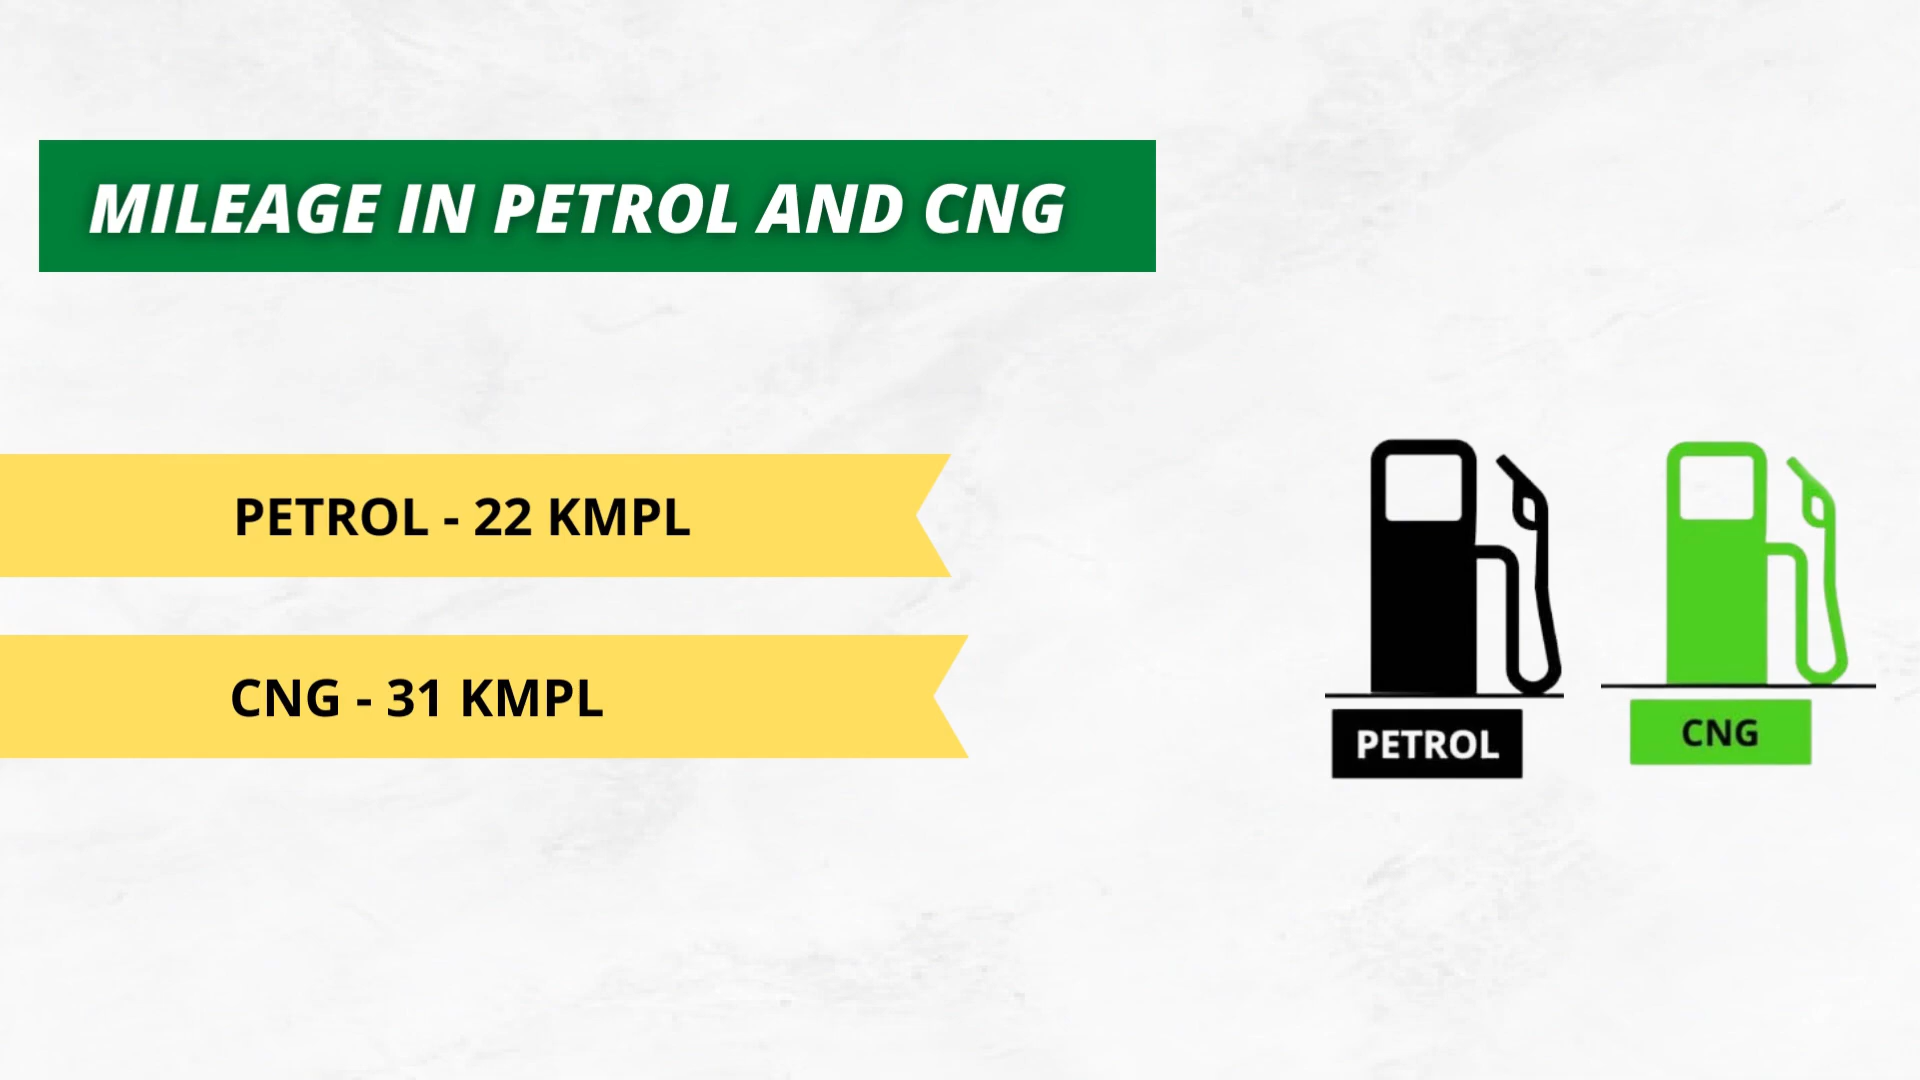 MILEAGE IN PETROL AND CNG
PETROL - 22 KMPL
CNG - 31 KMPL
PETROL
CNG